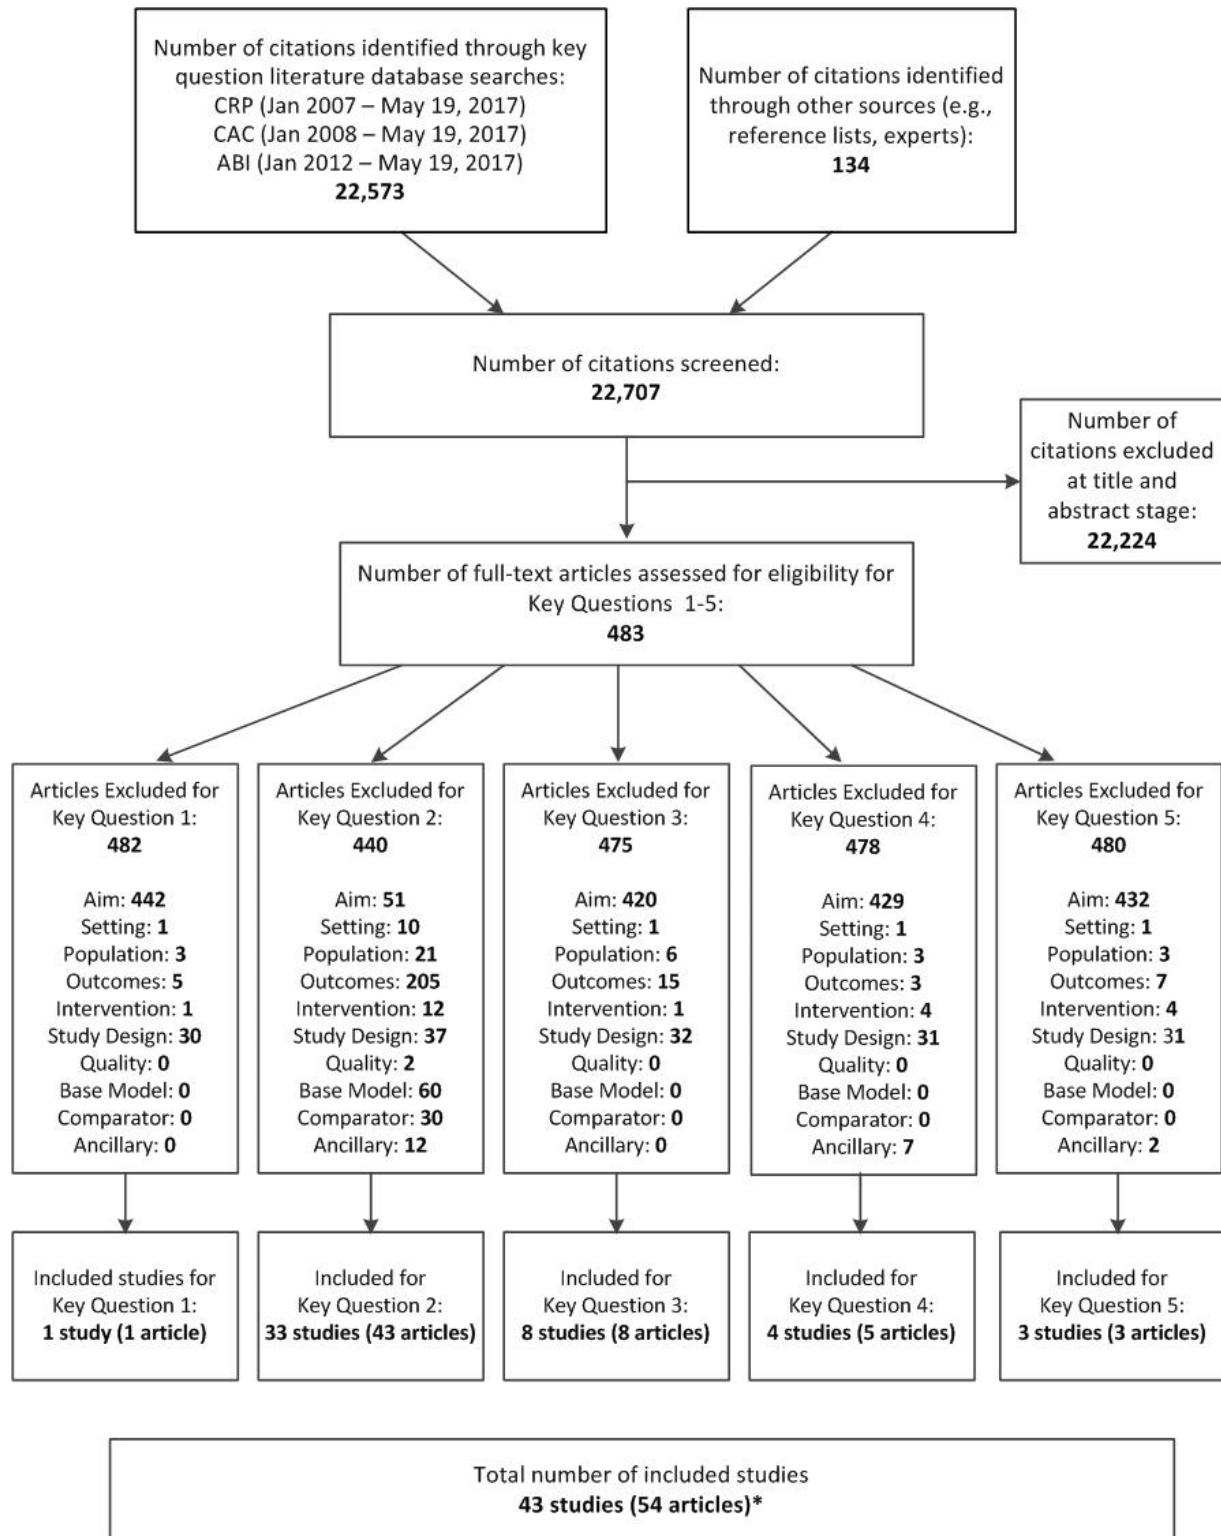 Number of citations identified through key
question literature database searches:
CRP (Jan 2007 – May 19, 2017)
CAC (Jan 2008 – May 19, 2017)
ABI (Jan 2012 – May 19, 2017)
22,573
Number of citations identified
through other sources (e.g.,
reference lists, experts):
134
Number of citations screened:
22,707
Number of
citations excluded
at title and
abstract stage:
22,224
Number of full-text articles assessed for eligibility for
Key Questions 1-5:
483
Articles Excluded for
Key Question 1:
482
Aim: 442
Setting: 1
Population: 3
Outcomes: 5
Intervention: 1
Study Design: 30
Quality: 0
Base Model: 0
Comparator: 0
Ancillary: 0
Articles Excluded for
Key Question 2:
440
Aim: 51
Setting: 10
Population: 21
Outcomes: 205
Intervention: 12
Study Design: 37
Quality: 2
Base Model: 60
Comparator: 30
Ancillary: 12
Articles Excluded for
Key Question 3:
475
Aim: 420
Setting: 1
Population: 6
Outcomes: 15
Intervention: 1
Study Design: 32
Quality: 0
Base Model: 0
Comparator: 0
Ancillary: 0
Articles Excluded for
Key Question 4:
478
Aim: 429
Setting: 1
Population: 3
Outcomes: 3
Intervention: 4
Study Design: 31
Quality: 0
Base Model: 0
Comparator: 0
Ancillary: 7
Articles Excluded for
Key Question 5:
480
Aim: 432
Setting: 1
Population: 3
Outcomes: 7
Intervention: 4
Study Design: 31
Quality: 0
Base Model: 0
Comparator: 0
Ancillary: 2
Included studies for
Key Question 1:
1 study (1 article)
Included for
Key Question 2:
33 studies (43 articles)
Included for
Key Question 3:
8 studies (8 articles)
Included for
Key Question 4:
4 studies (5 articles)
Included for
Key Question 5:
3 studies (3 articles)
Total number of included studies
43 studies (54 articles)*